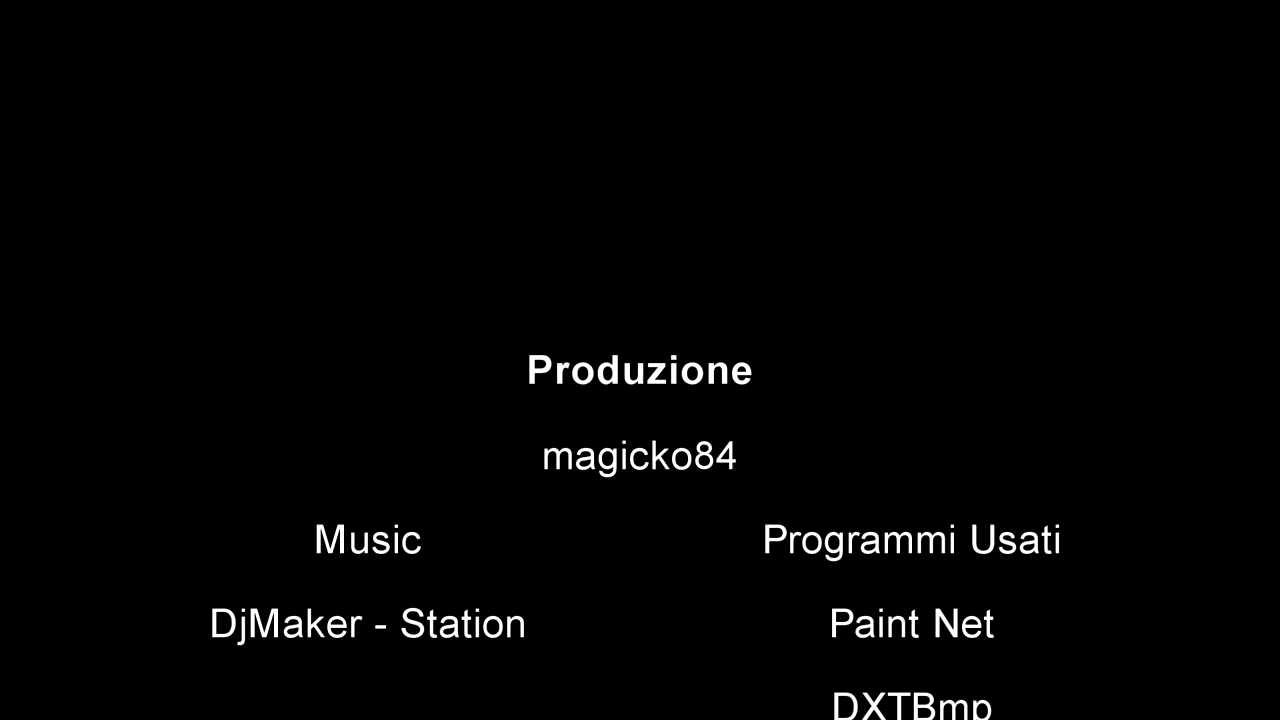 Produzione
magicko84
Music
Programmi Usati
DjMaker - Station
Paint Net
DXTBmp